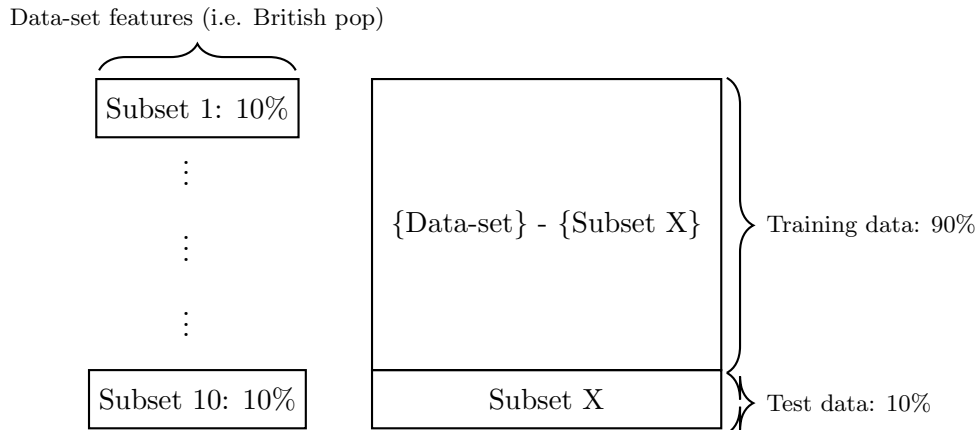 Data-set features (i.e. British pop)
Subset 1: 10%
{Data-set} - {Subset X}
Training data: 90%
Subset 10: 10%
Subset X
Test data: 10%